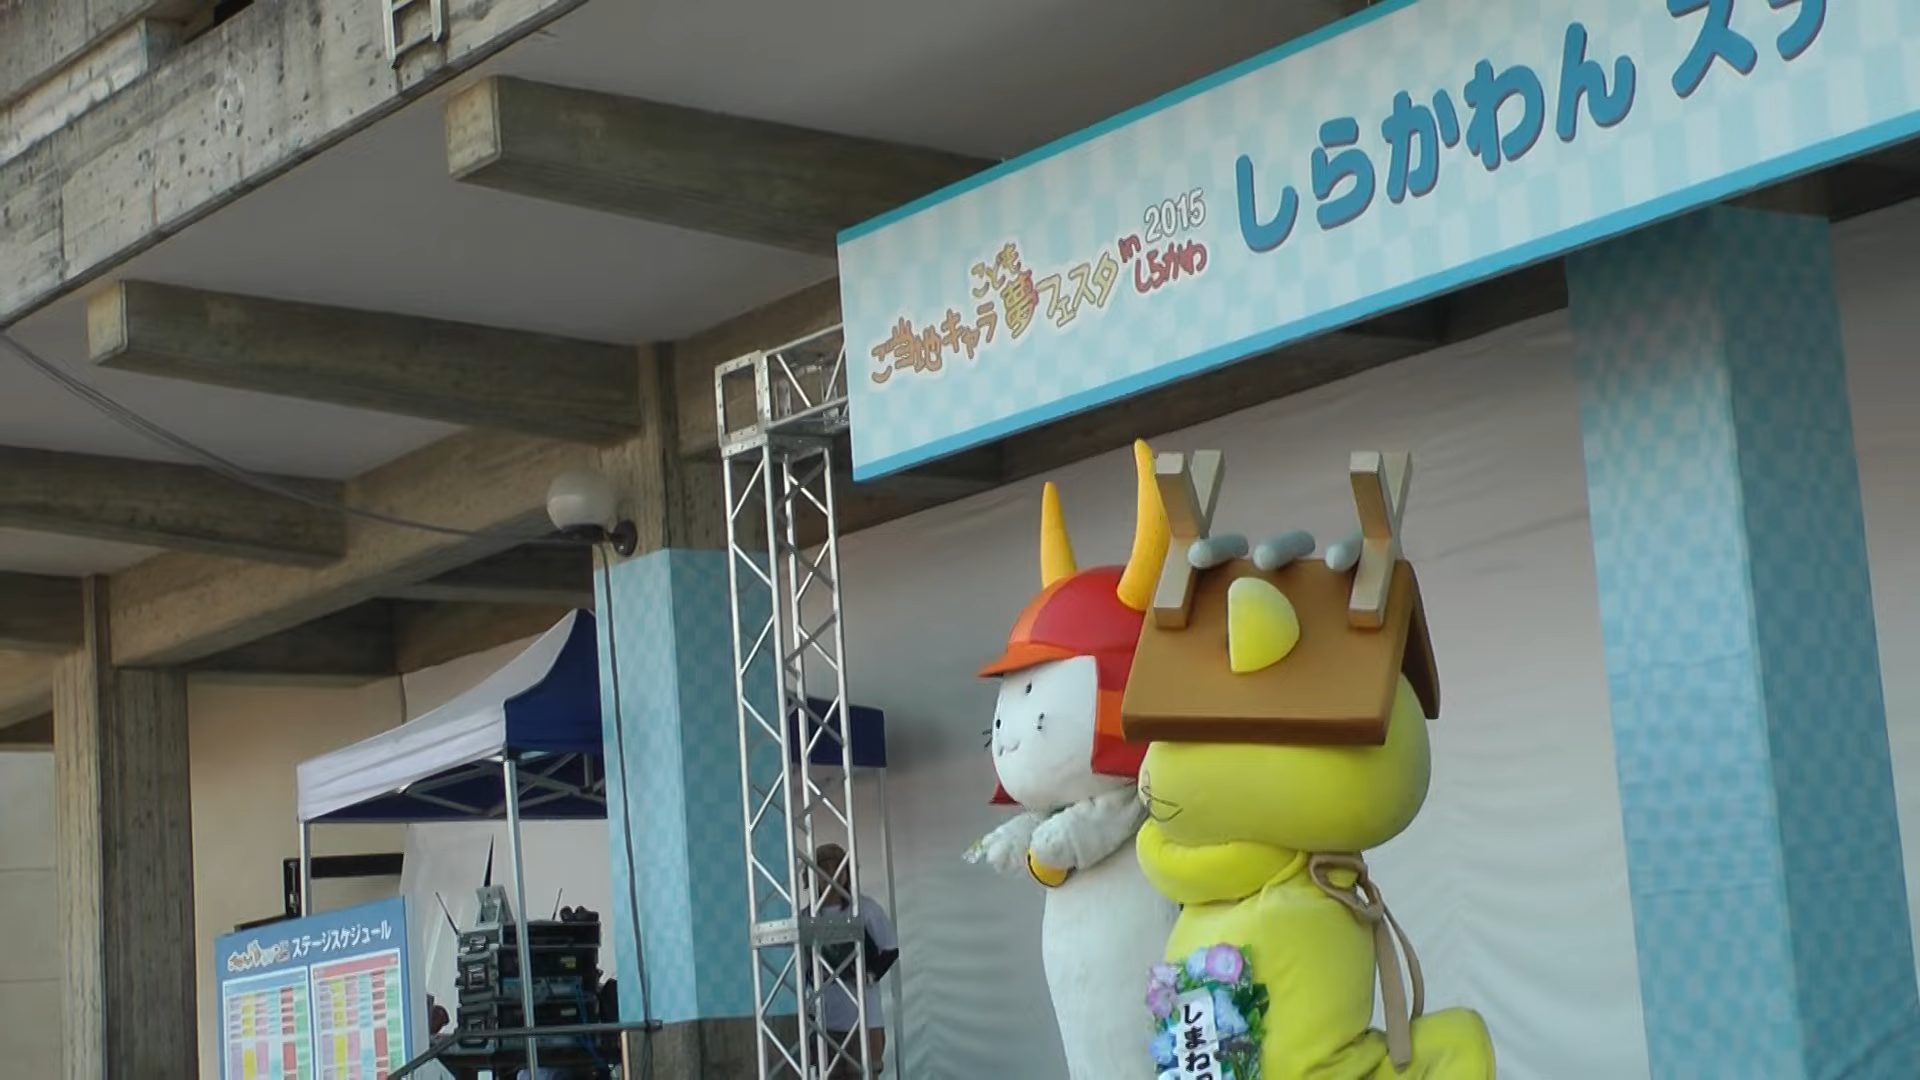 ご当地キャラ こども夢フェスタ in しらかわ 2015
しらかわん ステ
ステージスケジュール
しまねっ